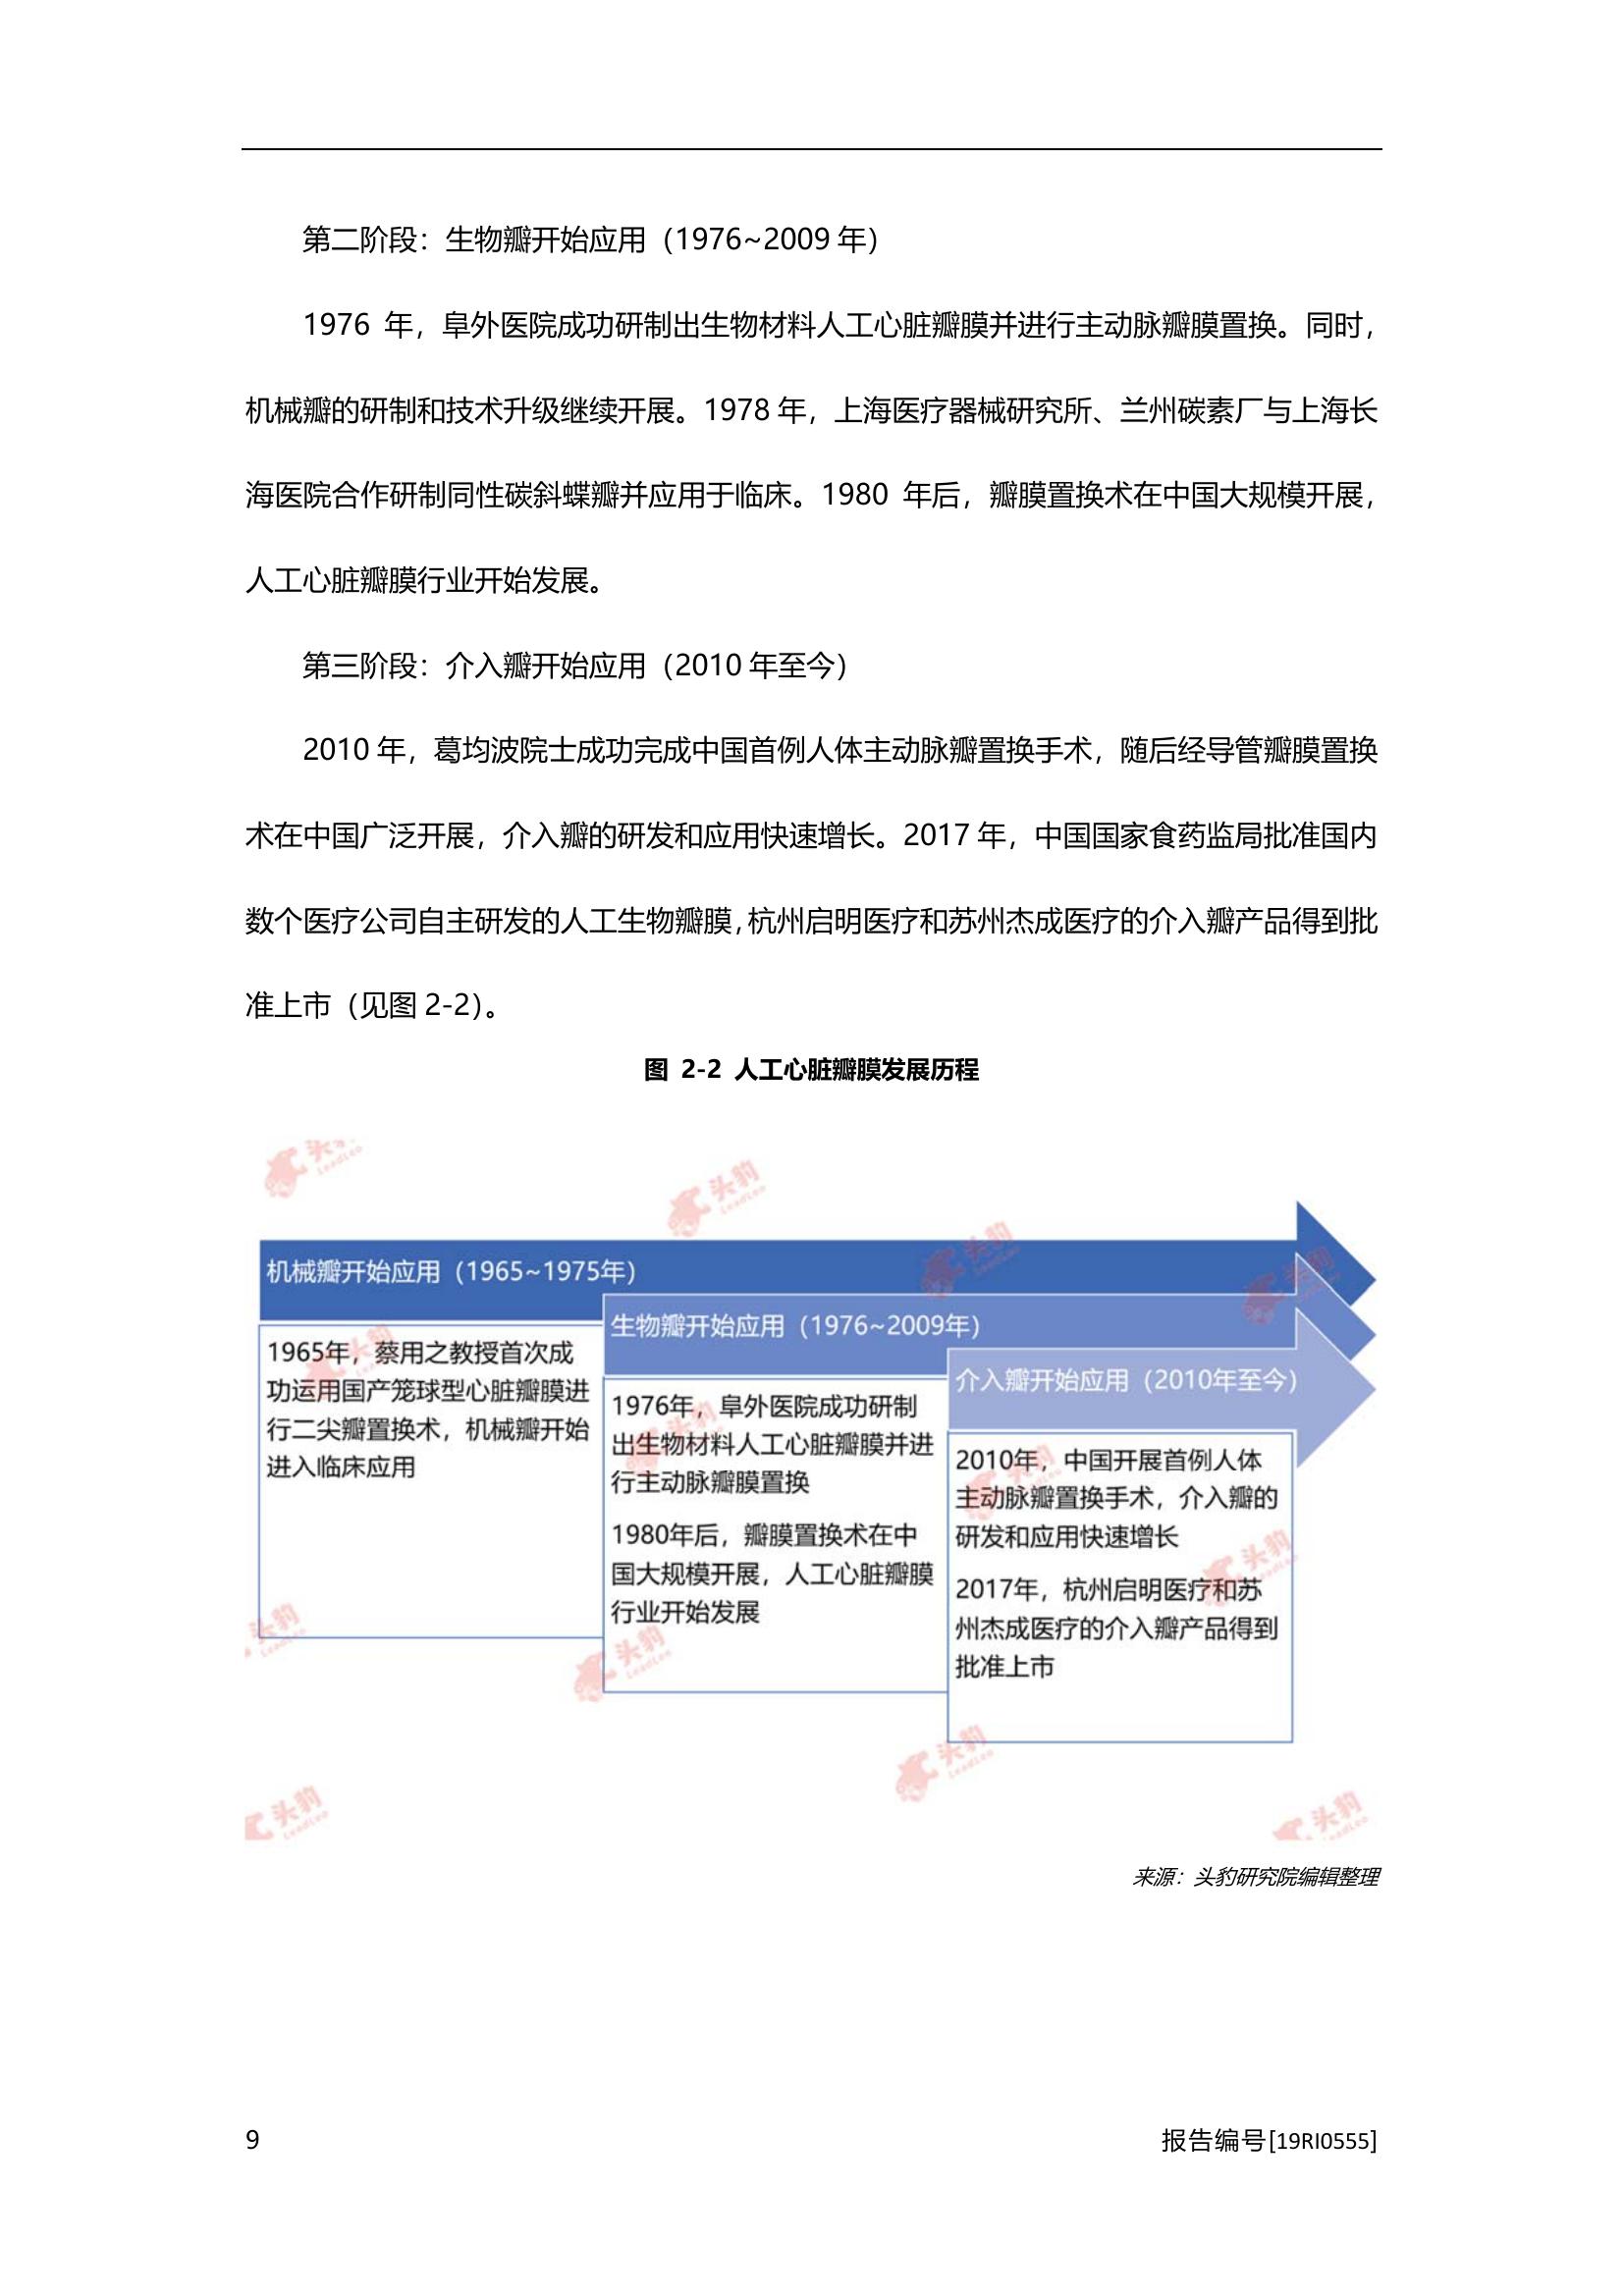 第二阶段：生物瓣开始应用（1976~2009 年）
1976 年，阜外医院成功研制出生物材料人工心脏瓣膜并进行主动脉瓣膜置换。同时，
机械瓣的研制和技术升级继续开展。1978 年，上海医疗器械研究所、兰州碳素厂与上海长
海医院合作研制同性碳斜蝶瓣并应用于临床。1980 年后，瓣膜置换术在中国大规模开展，
人工心脏瓣膜行业开始发展。
第三阶段：介入瓣开始应用（2010 年至今）
2010 年，葛均波院士成功完成中国首例人体主动脉瓣置换手术，随后经导管瓣膜置换
术在中国广泛开展，介入瓣的研发和应用快速增长。2017 年，中国国家食药监局批准国内
数个医疗公司自主研发的人工生物瓣膜，杭州启明医疗和苏州杰成医疗的介入瓣产品得到批
准上市（见图 2-2）。
图 2-2 人工心脏瓣膜发展历程
机械瓣开始应用（1965~1975年）
1965年，蔡用之教授首次成
功运用国产笼球型心脏瓣膜进
行二尖瓣置换术，机械瓣开始
进入临床应用
生物瓣开始应用（1976~2009年）
1976年，阜外医院成功研制
出生物材料人工心脏瓣膜并进
行主动脉瓣膜置换
1980年后，瓣膜置换术在中
国大规模开展，人工心脏瓣膜
行业开始发展
介入瓣开始应用（2010年至今）
2010年，中国开展首例人体
主动脉瓣置换手术，介入瓣的
研发和应用快速增长
2017年，杭州启明医疗和苏
州杰成医疗的介入瓣产品得到
批准上市
头豹
LeadLeo
来源：头豹研究院编辑整理
9
报告编号[19RI0555]